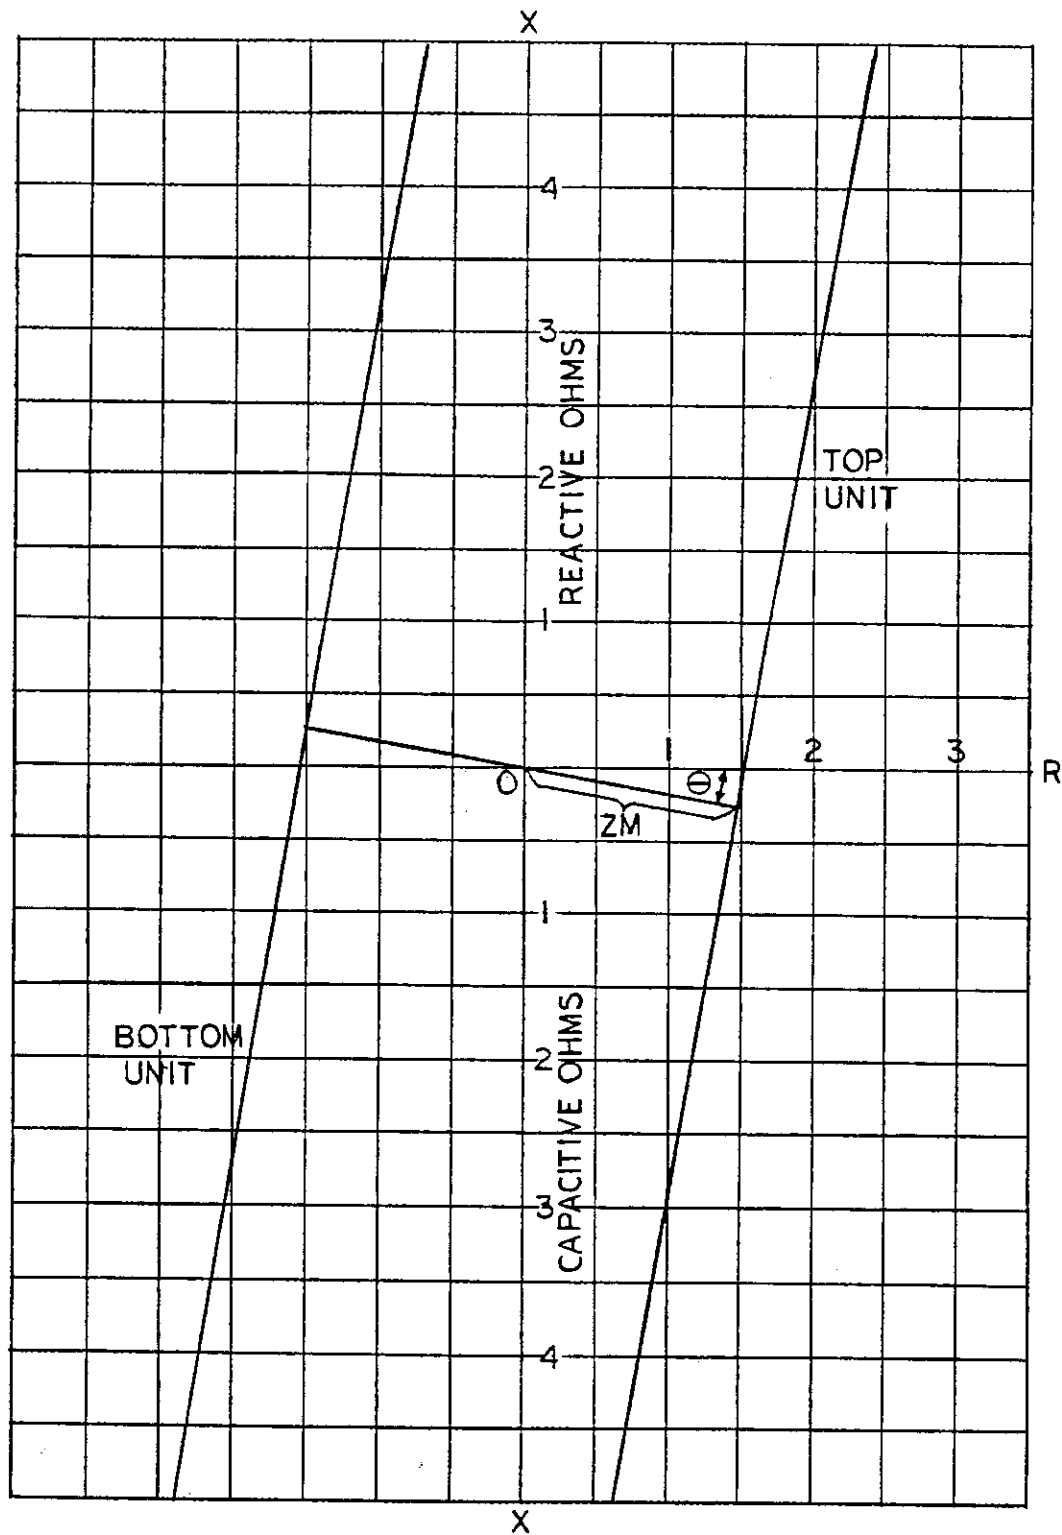 X
4
3
REACTIVE OHMS
2
TOP
UNIT
1
1
2
3
R
O
Θ
ZM
1
BOTTOM
UNIT
2
CAPACITIVE OHMS
3
4
X